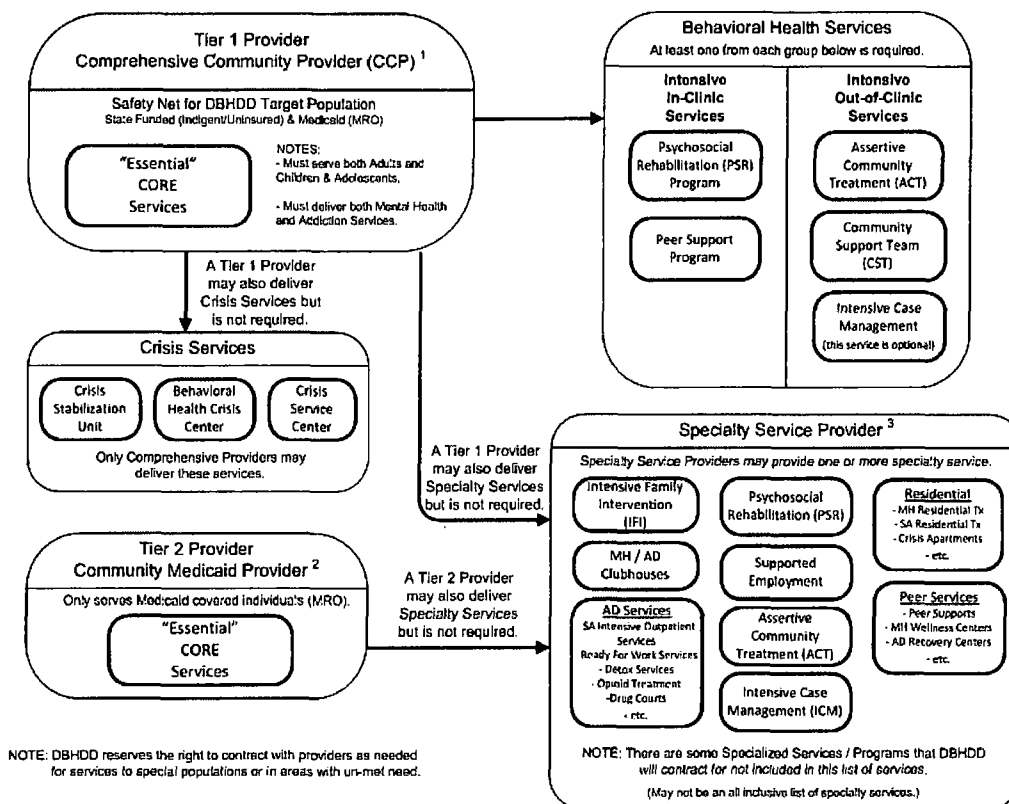 Tier 1 Provider
Comprehensive Community Provider (CCP) 1
Safety Net for DBHDD Target Population
State Funded (Indigent/Uninsured) & Medicaid (MRO)
"Essential"
CORE
Services
NOTES:
- Must serve both Adults and
Children & Adolescents.
- Must deliver both Mental Health
and Addiction Services.
Behavioral Health Services
At least one from each group below is required.
Intensivo
In-Clinic
Services
Psychosocial
Rehabilitation (PSR)
Program
Peer Support
Program
Intensivo
Out-of-Clinic
Services
Assertive
Community
Treatment (ACT)
Community
Support Team
(CST)
Intensive Case
Management
(this service is optional)
A Tier 1 Provider
may also deliver
Crisis Services but
is not required.
Crisis Services
Crisis
Stabilization
Unit
Behavioral
Health Crisis
Center
Crisis
Service
Center
Only Comprehensive Providers may
deliver these services.
A Tier 1 Provider
may also deliver
Specialty Services
but is not required.
Tier 2 Provider
Community Medicaid Provider 2
Only serves Medicaid covered individuals (MRO).
"Essential"
CORE
Services
A Tier 2 Provider
may also deliver
Specialty Services
but is not required.
Specialty Service Provider 3
Specialty Service Providers may provide one or more specialty service.
Intensive Family
Intervention
(IFI)
MH / AD
Clubhouses
AD Services
SA Intensive Outpatient
Services
Ready For Work Services
- Detox Services
- Opioid Treatment
-Drug Courts
- etc.
Psychosocial
Rehabilitation (PSR)
Supported
Employment
Assertive
Community
Treatment (ACT)
Intensive Case
Management (ICM)
Residential
- MH Residential Tx
- SA Residential Tx
- Crisis Apartments
- etc.
Peer Services
- Peer Supports
- MH Wellness Centers
- AD Recovery Centers
- etc.
NOTE: There are some Specialized Services / Programs that DBHDD
will contract for not included in this list of services.
(May not be an all inclusive list of specialty services.)
NOTE: DBHDD reserves the right to contract with providers as needed
for services to special populations or in areas with un-met need.